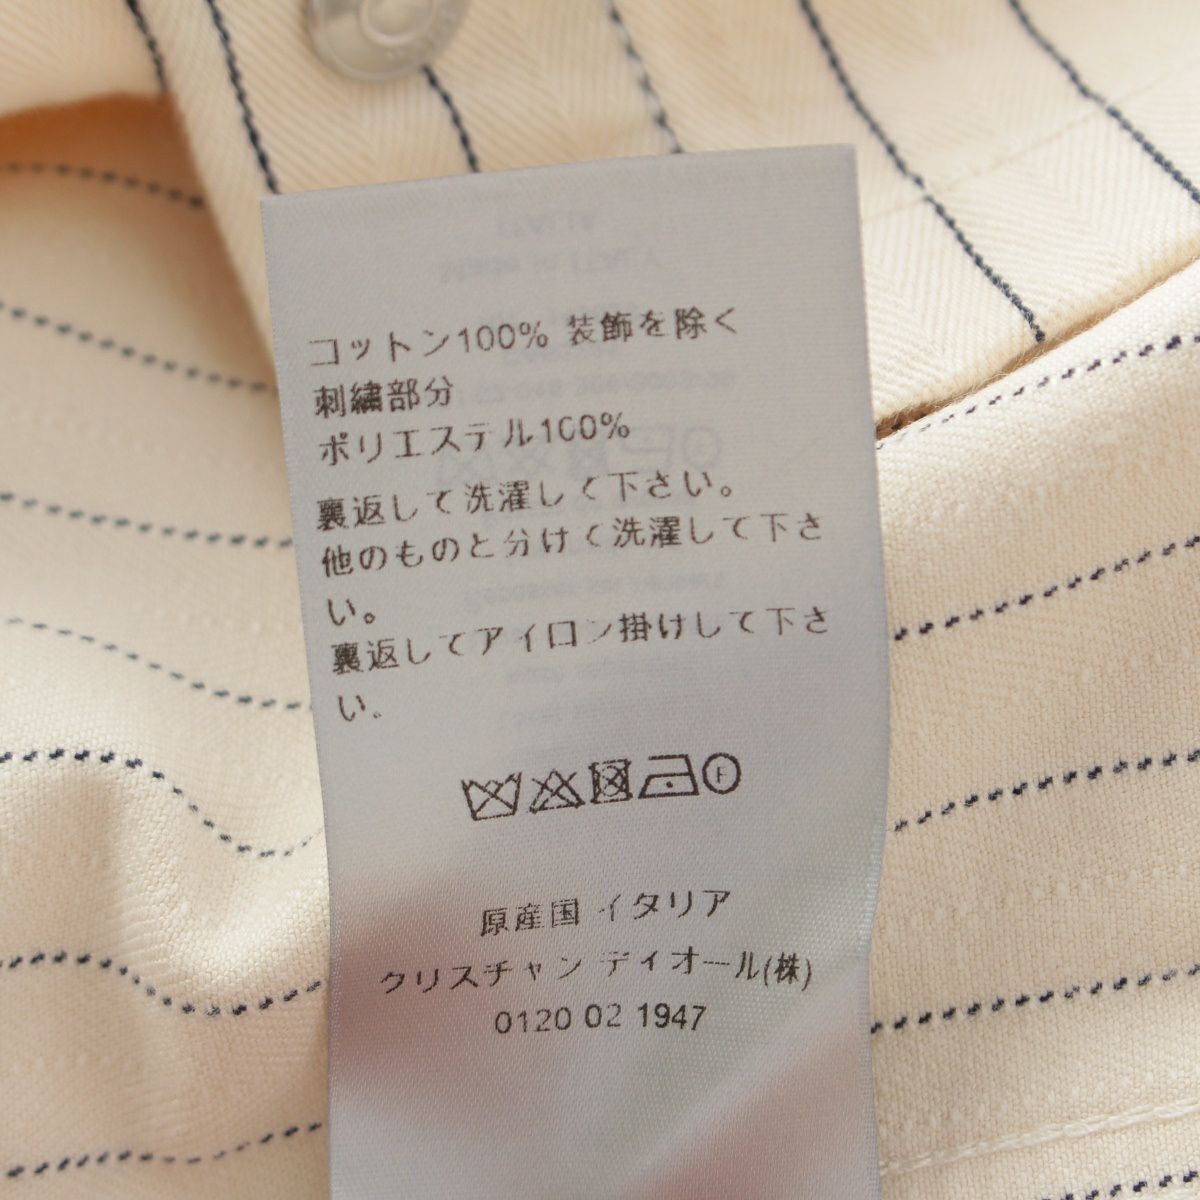 コットン100% 装飾を除く
刺繍部分
ポリエステル100%
裏返して洗濯して下さい。
他のものと分けて洗濯して下さ
い。
裏返してアイロン掛けして下さ
い.
F
原産国 イタリア
クリスチャン ディオール(株)
0120 02 1947